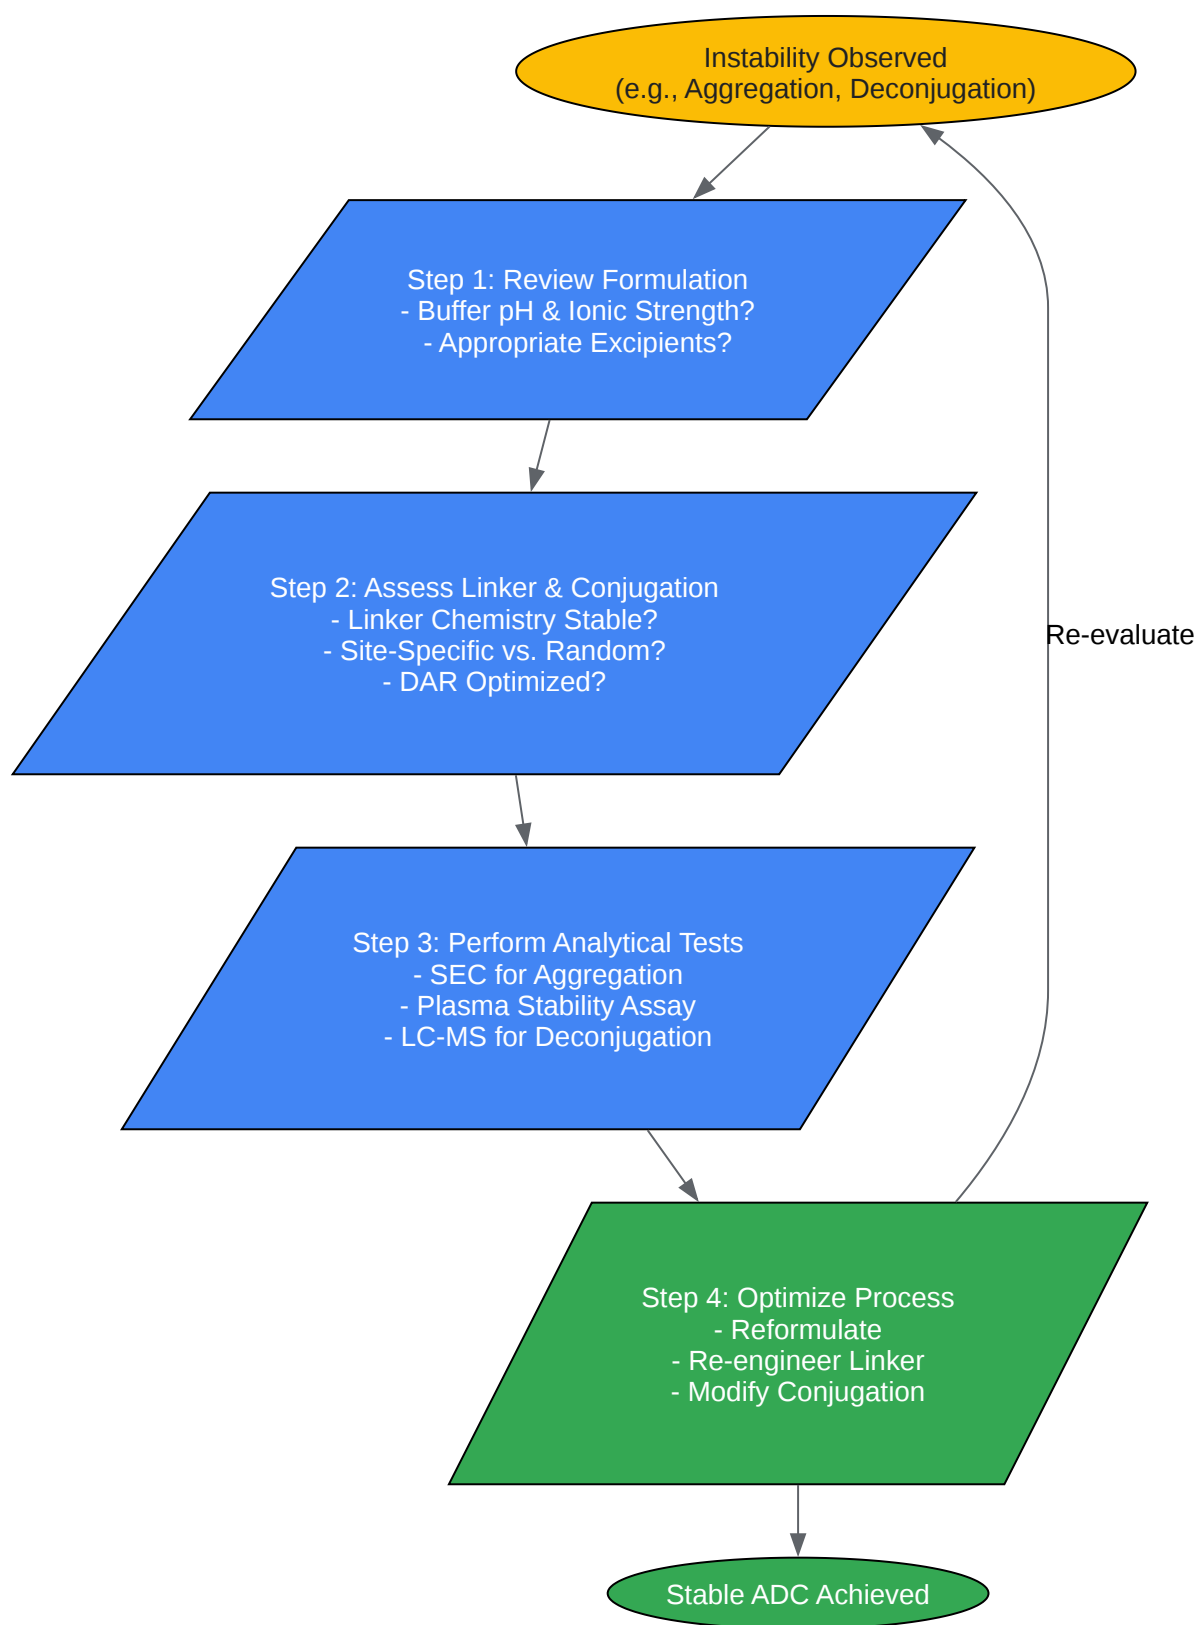 Instability Observed
(e.g., Aggregation, Deconjugation)
Step 1: Review Formulation
- Buffer pH & Ionic Strength?
- Appropriate Excipients?
Step 2: Assess Linker & Conjugation
- Linker Chemistry Stable?
- Site-Specific vs. Random?
- DAR Optimized?
Re-evaluate
Step 3: Perform Analytical Tests
- SEC for Aggregation
- Plasma Stability Assay
- LC-MS for Deconjugation
Step 4: Optimize Process
- Reformulate
- Re-engineer Linker
- Modify Conjugation
Stable ADC Achieved